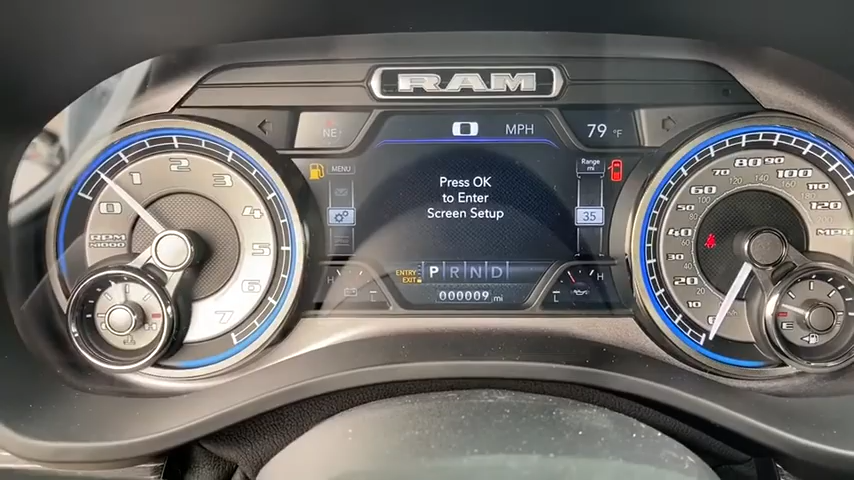 RAM
NE
0 MPH
79 °F
MENU
Range
mi
Press OK
to Enter
Screen Setup
35
ENTRY
EXIT
P R N D
000009 mi
H
L
H
L
0
1
2
3
4
5
6
7
RPM
x1000
10
20
30
40
50
60
70
80
90
100
110
120
MPH
20
60
80
100
120
140
160
180
H
E